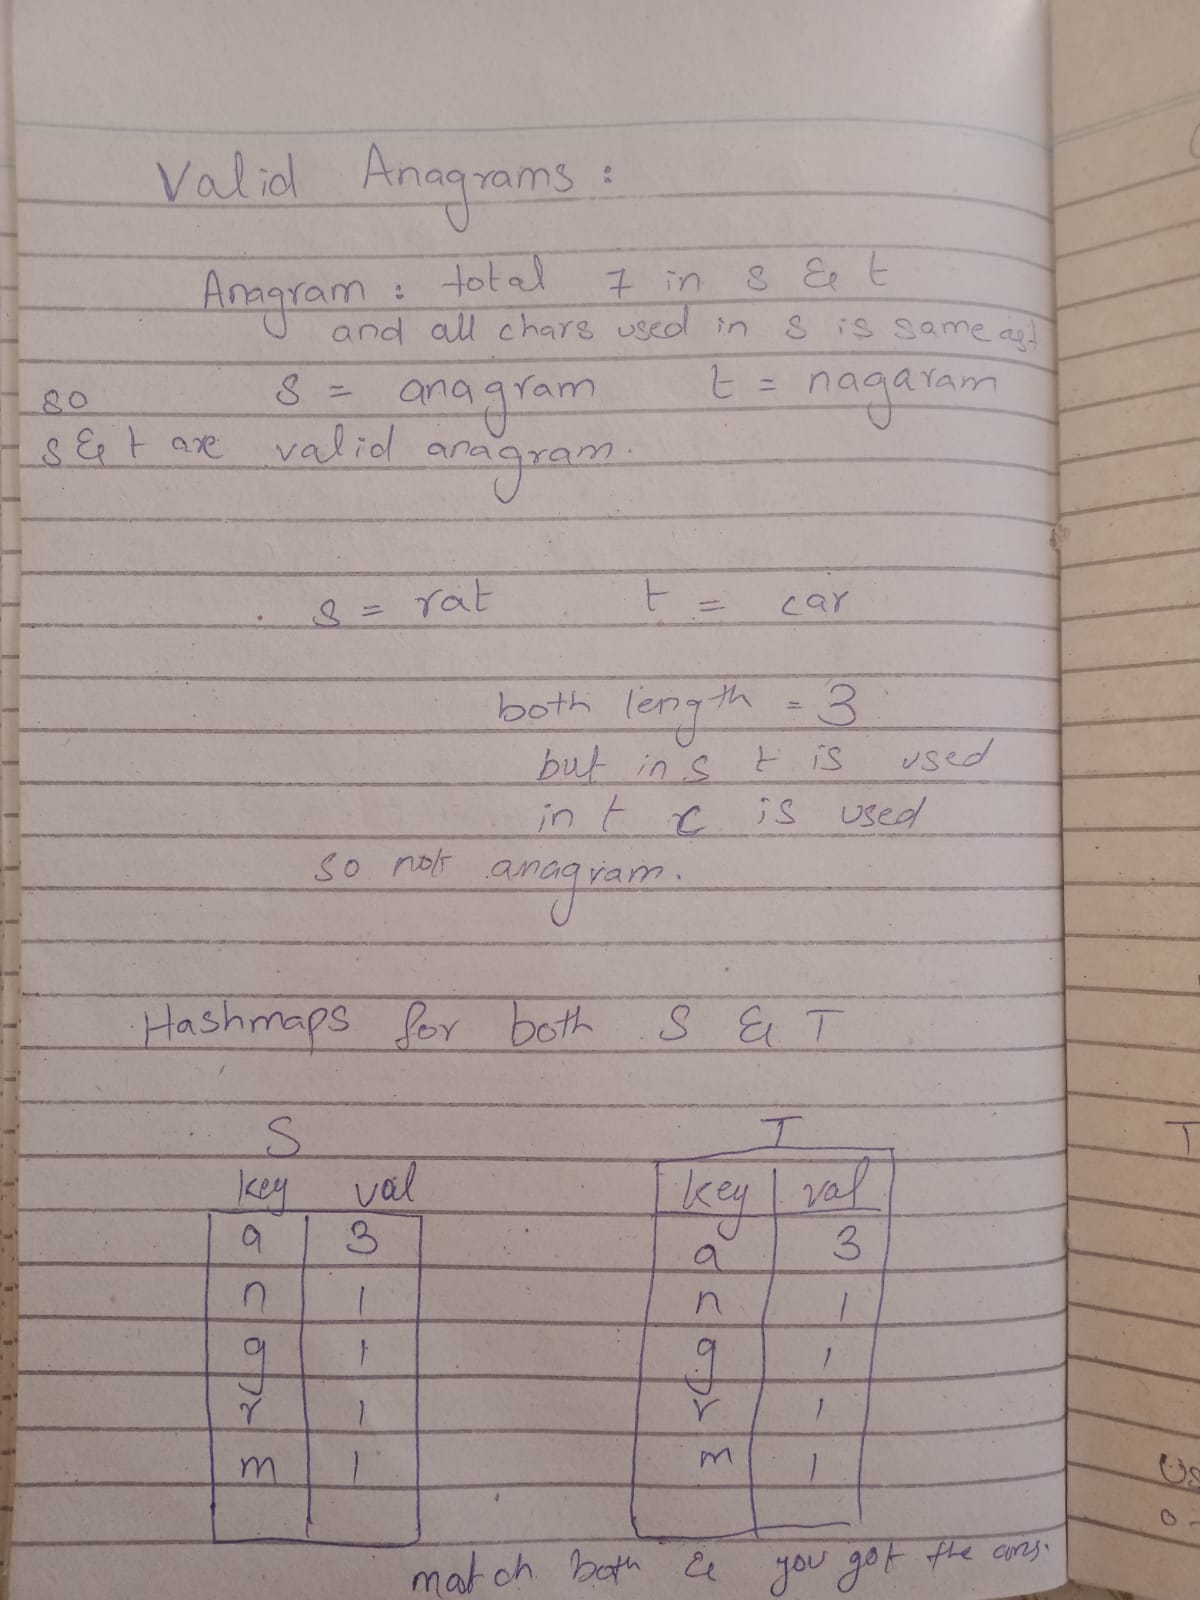 Valid Anagrams :
Anagram : total 7 in s & t
and all chars used in s is same as t
s = anagram t = nagaram
so
s & t are valid anagram.
s = rat t = car
both length = 3
but in s t is used
in t c is used
so not anagram.
Hashmaps for both S & T
S T
key val key val
a 3 a 3
n 1 n 1
g 1 g 1
r 1 r 1
m 1 m 1
match both & you got the ans.
T